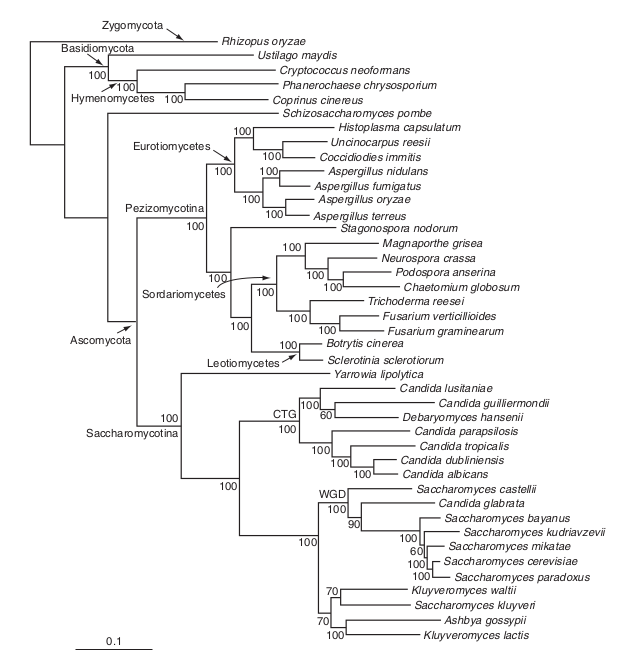 Zygomycota
Rhizopus oryzae
Basidiomycota
Ustilago maydis
100
Cryptococcus neoformans
100
Phanerochaese chrysosporium
Hymenomycetes
100
Coprinus cinereus
Schizosaccharomyces pombe
Histoplasma capsulatum
100
Uncinocarpus reesii
Eurotiomycetes
100
Coccidiodies immitis
100
Aspergillus nidulans
100
Aspergillus fumigatus
100
Aspergillus oryzae
Pezizomycotina
100
Aspergillus terreus
100
Stagonospora nodorum
Magnaporthe grisea
100
Neurospora crassa
100
Podospora anserina
100
100
Chaetomium globosum
Sordariomycetes
100
Trichoderma reesei
100
Fusarium verticillioides
100
Fusarium graminearum
Ascomycota
100
Botrytis cinerea
Leotiomycetes
Sclerotinia sclerotiorum
Yarrowia lipolytica
Candida lusitaniae
100
Candida guilliermondii
CTG
60
Debaryomyces hansenii
100
100
Saccharomycotina
Candida parapsilosis
100
Candida tropicalis
100
Candida dubliniensis
100
Candida albicans
100
WGD
Saccharomyces castellii
100
Candida glabrata
90
Saccharomyces bayanus
100
Saccharomyces kudriavzevii
100
60
Saccharomyces mikatae
100
Saccharomyces cerevisiae
100
Saccharomyces paradoxus
70
Kluyveromyces waltii
Saccharomyces kluyveri
70
Ashbya gossypii
100
Kluyveromyces lactis
0.1